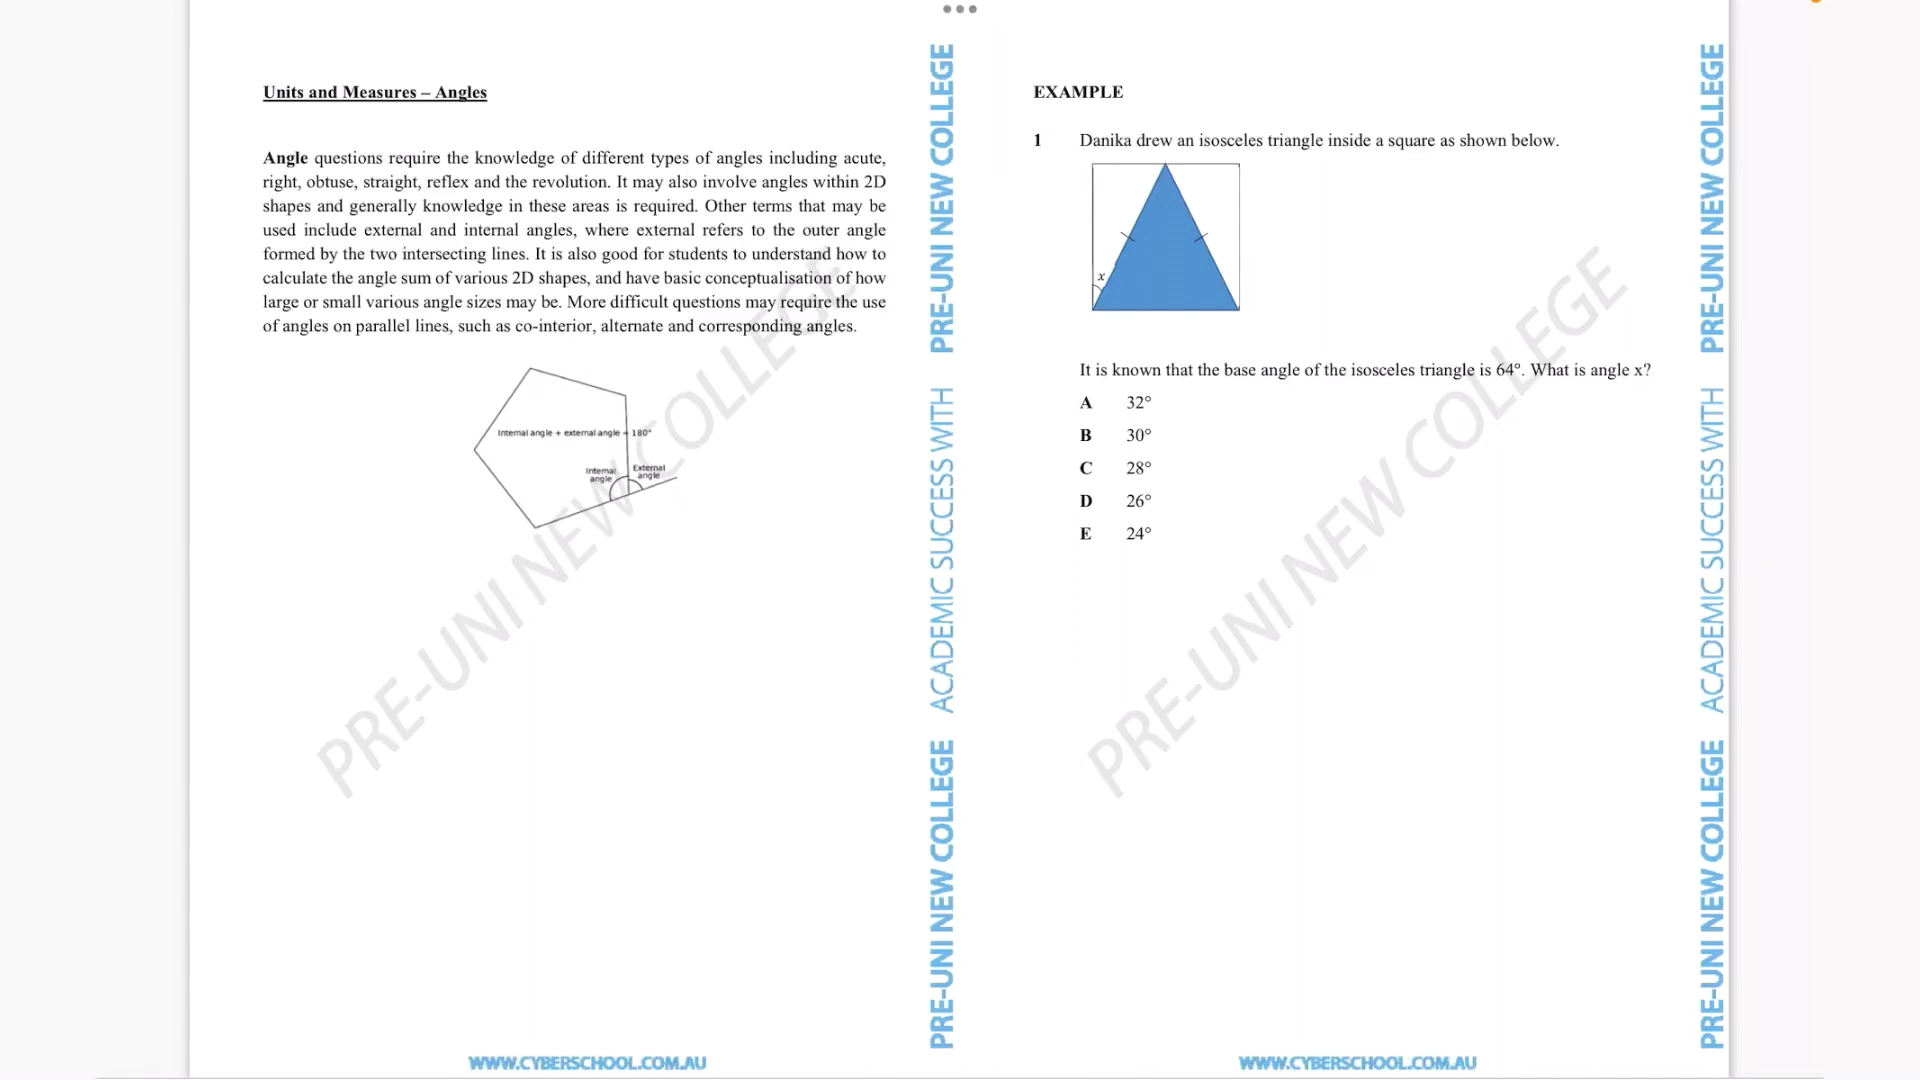 Units and Measures – Angles
Angle questions require the knowledge of different types of angles including acute,
right, obtuse, straight, reflex and the revolution. It may also involve angles within 2D
shapes and generally knowledge in these areas is required. Other terms that may be
used include external and internal angles, where external refers to the outer angle
formed by the two intersecting lines. It is also good for students to understand how to
calculate the angle sum of various 2D shapes, and have basic conceptualisation of how
large or small various angle sizes may be. More difficult questions may require the use
of angles on parallel lines, such as co-interior, alternate and corresponding angles.
Internal angle + external angle + 180°
Internal
angle
External
angle
PRE-UNI NEW COLLEGE
PRE-UNI NEW COLLEGE ACADEMIC SUCCESS WITH PRE-UNI NEW COLLEGE
WWW.CYBERSCHOOL.COM.AU
EXAMPLE
1 Danika drew an isosceles triangle inside a square as shown below.
x
It is known that the base angle of the isosceles triangle is 64°. What is angle x?
A 32°
B 30°
C 28°
D 26°
E 24°
PRE-UNI NEW COLLEGE
PRE-UNI NEW COLLEGE ACADEMIC SUCCESS WITH PRE-UNI NEW COLLEGE
WWW.CYBERSCHOOL.COM.AU